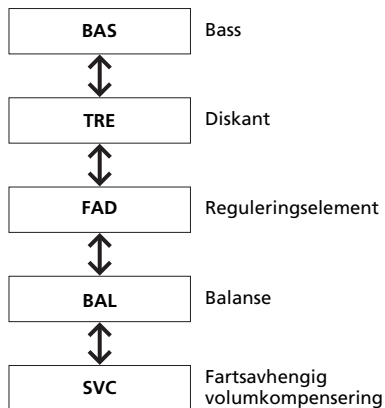 BAS Bass
TRE Diskant
FAD Reguleringselement
BAL Balanse
SVC Fartsavhengig
volumkompensering